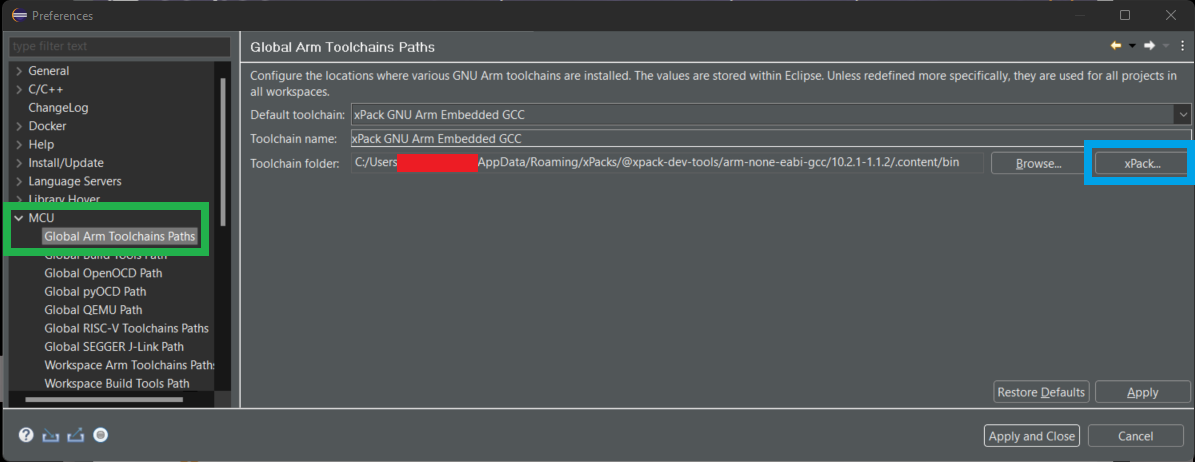 Preferences
type filter text
General
C/C++
ChangeLog
Docker
Help
Install/Update
Language Servers
Library Hover
MCU
Global Arm Toolchains Paths
Global Build Tools Path
Global OpenOCD Path
Global pyOCD Path
Global QEMU Path
Global RISC-V Toolchains Paths
Global SEGGER J-Link Path
Workspace Arm Toolchains Paths
Workspace Build Tools Path
Global Arm Toolchains Paths
Configure the locations where various GNU Arm toolchains are installed. The values are stored within Eclipse. Unless redefined more specifically, they are used for all projects in
all workspaces.
Default toolchain: xPack GNU Arm Embedded GCC
Toolchain name: xPack GNU Arm Embedded GCC
Toolchain folder: C:/Users AppData/Roaming/xPacks/@xpack-dev-tools/arm-none-eabi-gcc/10.2.1-1.1.2/.content/bin Browse... xPack...
Restore Defaults Apply
Apply and Close Cancel